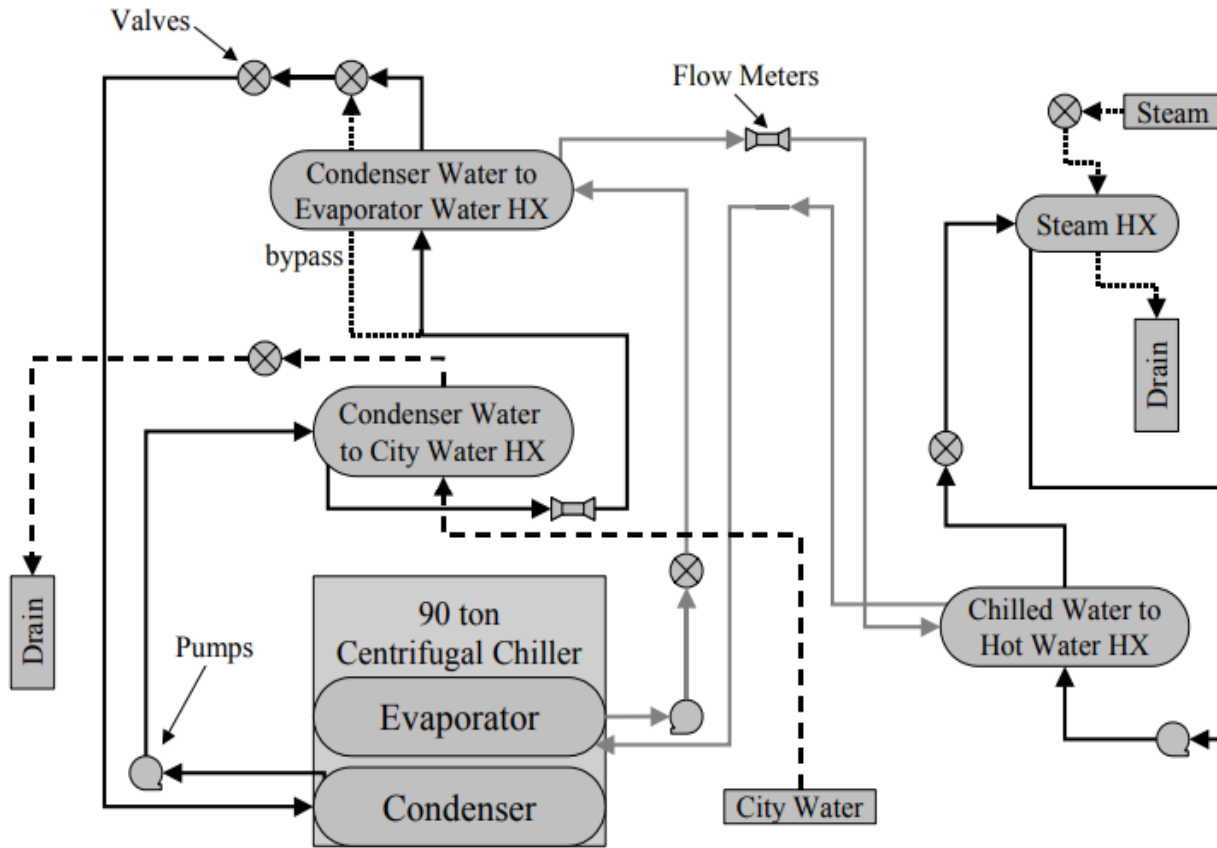 Valves
Flow Meters
Steam
Condenser Water to
Evaporator Water HX
Steam HX
bypass
Drain
Condenser Water
to City Water HX
90 ton
Centrifugal Chiller
Chilled Water to
Hot Water HX
Drain
Pumps
Evaporator
Condenser
City Water